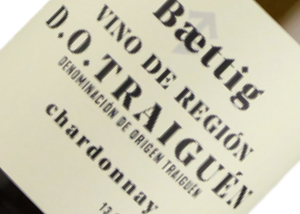 Bættig
VINO DE REGIÓN
D.O. TRAIGUÉN
DENOMINACIÓN DE ORIGEN TRAIGUÉN
chardonnay